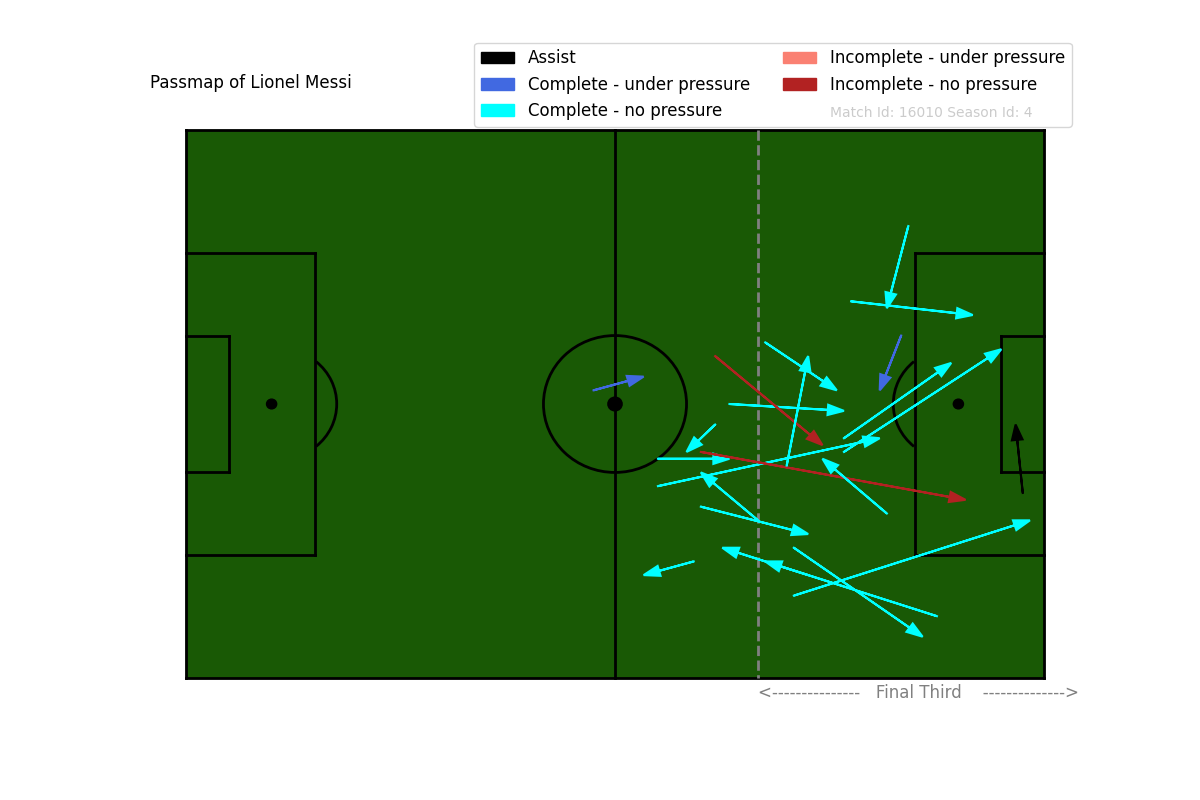 Passmap of Lionel Messi
Assist
Complete - under pressure
Complete - no pressure
Incomplete - under pressure
Incomplete - no pressure
Match Id: 16010 Season Id: 4
<--------------- Final Third -------------->